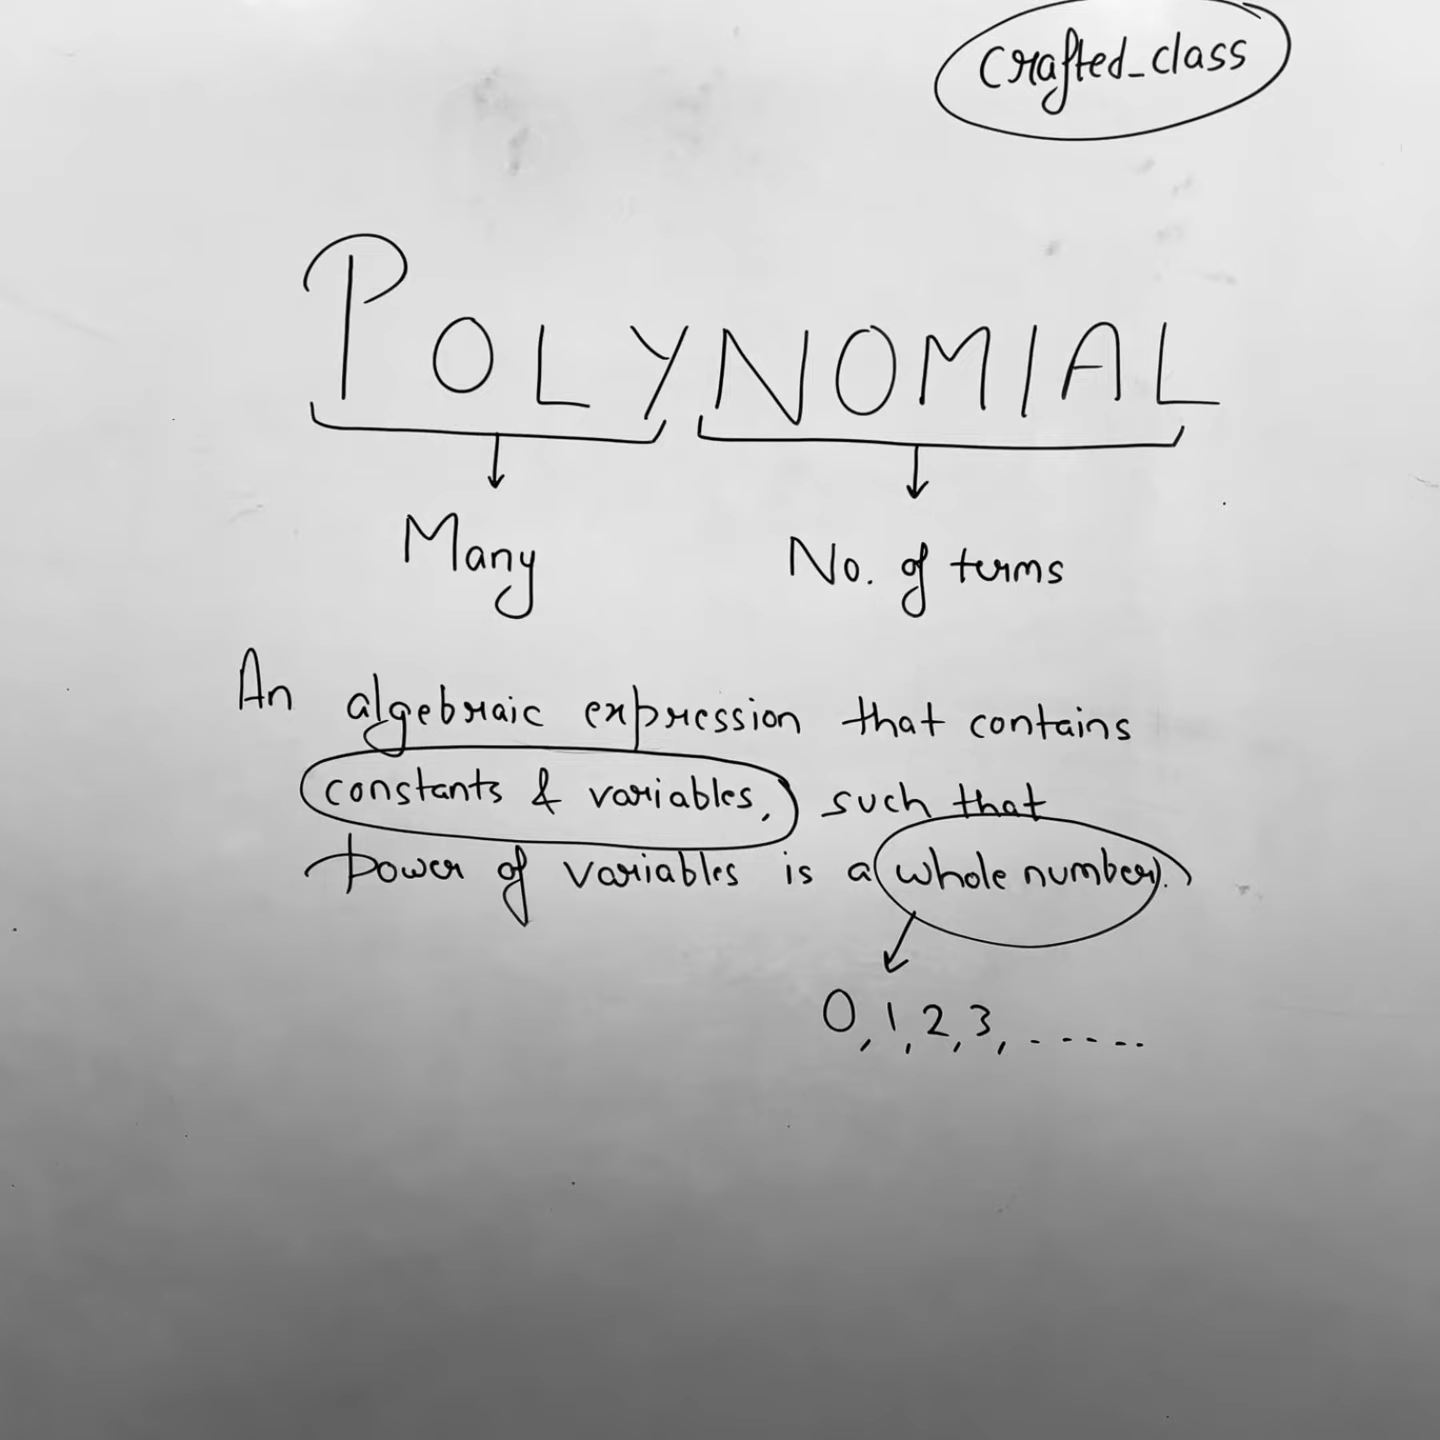 Crafted_class
POLYNOMIAL
Many No. of terms
An algebraic expression that contains
constants & variables, such that
power of variables is a whole number.
0, 1, 2, 3, ......